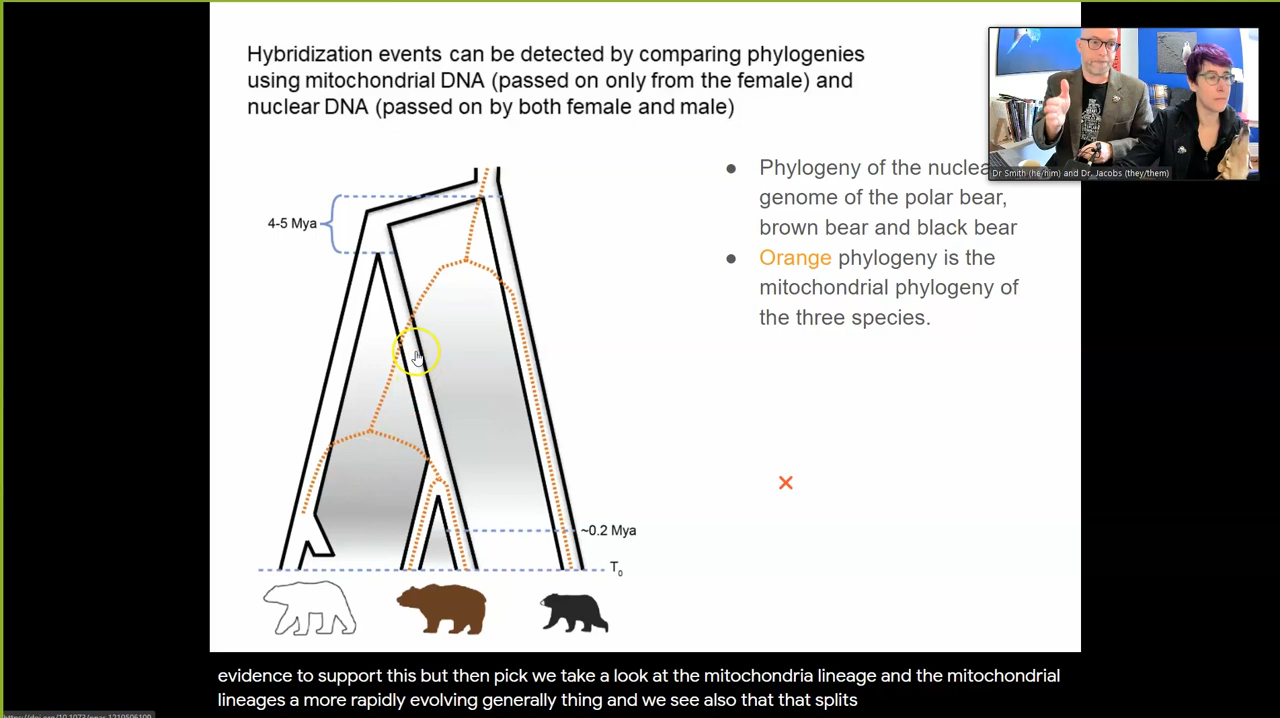 Hybridization events can be detected by comparing phylogenies
using mitochondrial DNA (passed on only from the female) and
nuclear DNA (passed on by both female and male)
Dr Smith (he/him) and Dr. Jacobs (they/them)
● Phylogeny of the
genome of the polar bear,
brown bear and black bear
● Orange phylogeny is the
mitochondrial phylogeny of
the three species.
4-5 Mya
~0.2 Mya
T₀
evidence to support this but then pick we take a look at the mitochondria lineage and the mitochondrial
lineages a more rapidly evolving generally thing and we see also that that splits